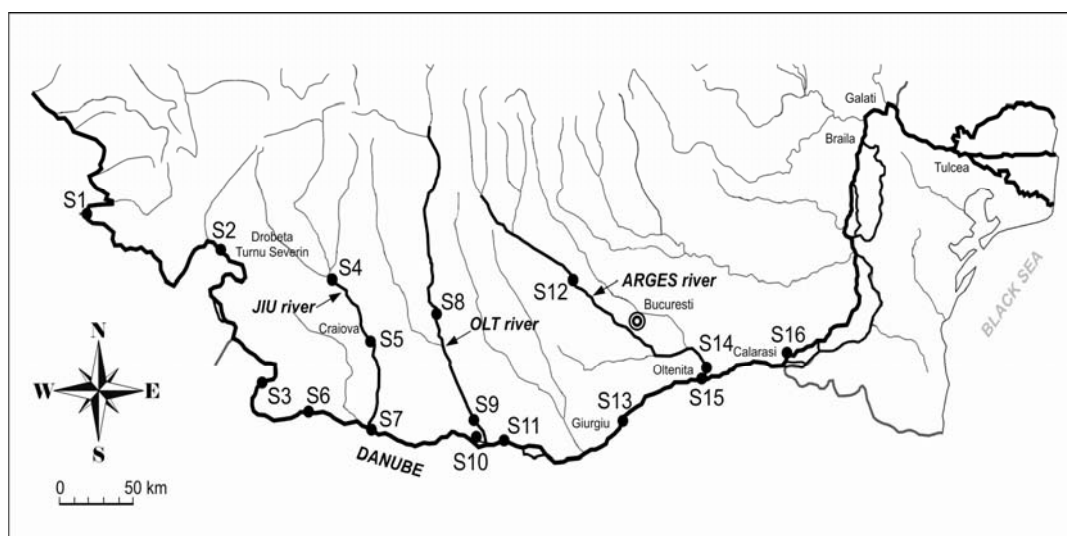 Galati
Braila
Tulcea
S1
S2
Drobeta
Turnu Severin
S4
JIU river
S12
ARGES river
BLACK SEA
S8
OLT river
Bucuresti
Craiova
S5
S14
S16
Calarasi
Oltenita
S15
N
W
E
S
S3
S6
S7
S9
S10
S11
S13
Giurgiu
DANUBE
0
50 km